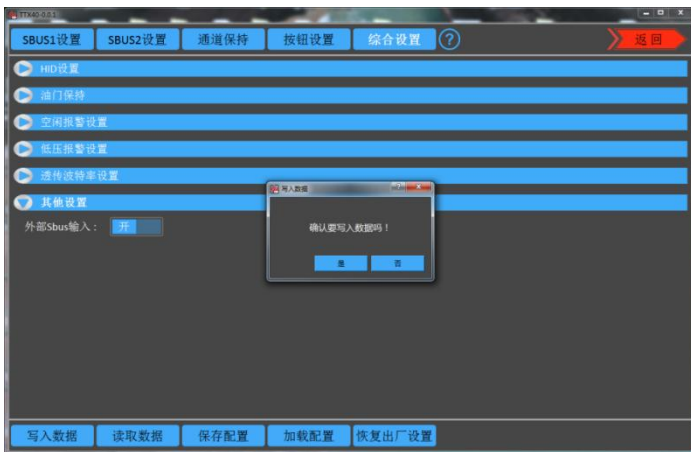 TTX40-0.0.1
SBUS1设置 SBUS2设置 通道保持 按钮设置 综合设置 ? 返回
HID设置
油门保持
空闲报警设置
低压报警设置
透传波特率设置
其他设置
外部Sbus输入： 开
写入数据
确认要写入数据吗！
是 否
写入数据 读取数据 保存配置 加载配置 恢复出厂设置